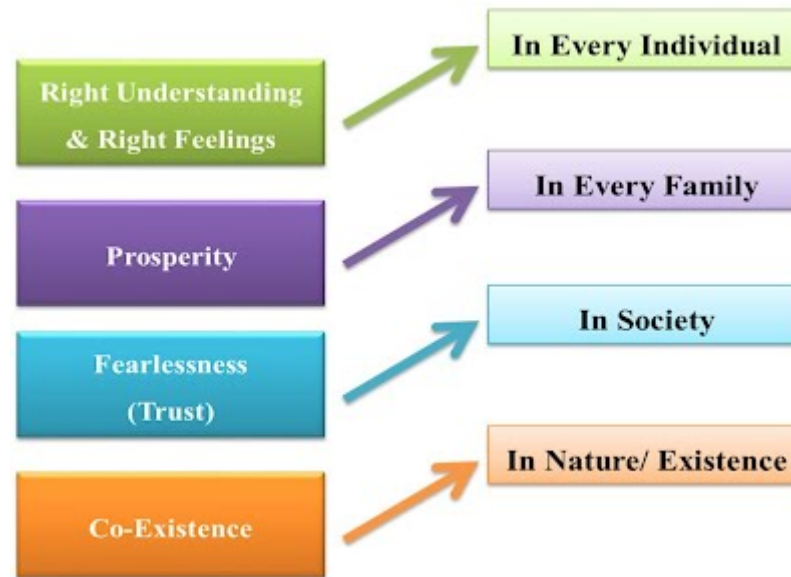 Right Understanding
& Right Feelings
In Every Individual
Prosperity
In Every Family
Fearlessness
(Trust)
In Society
Co-Existence
In Nature/ Existence